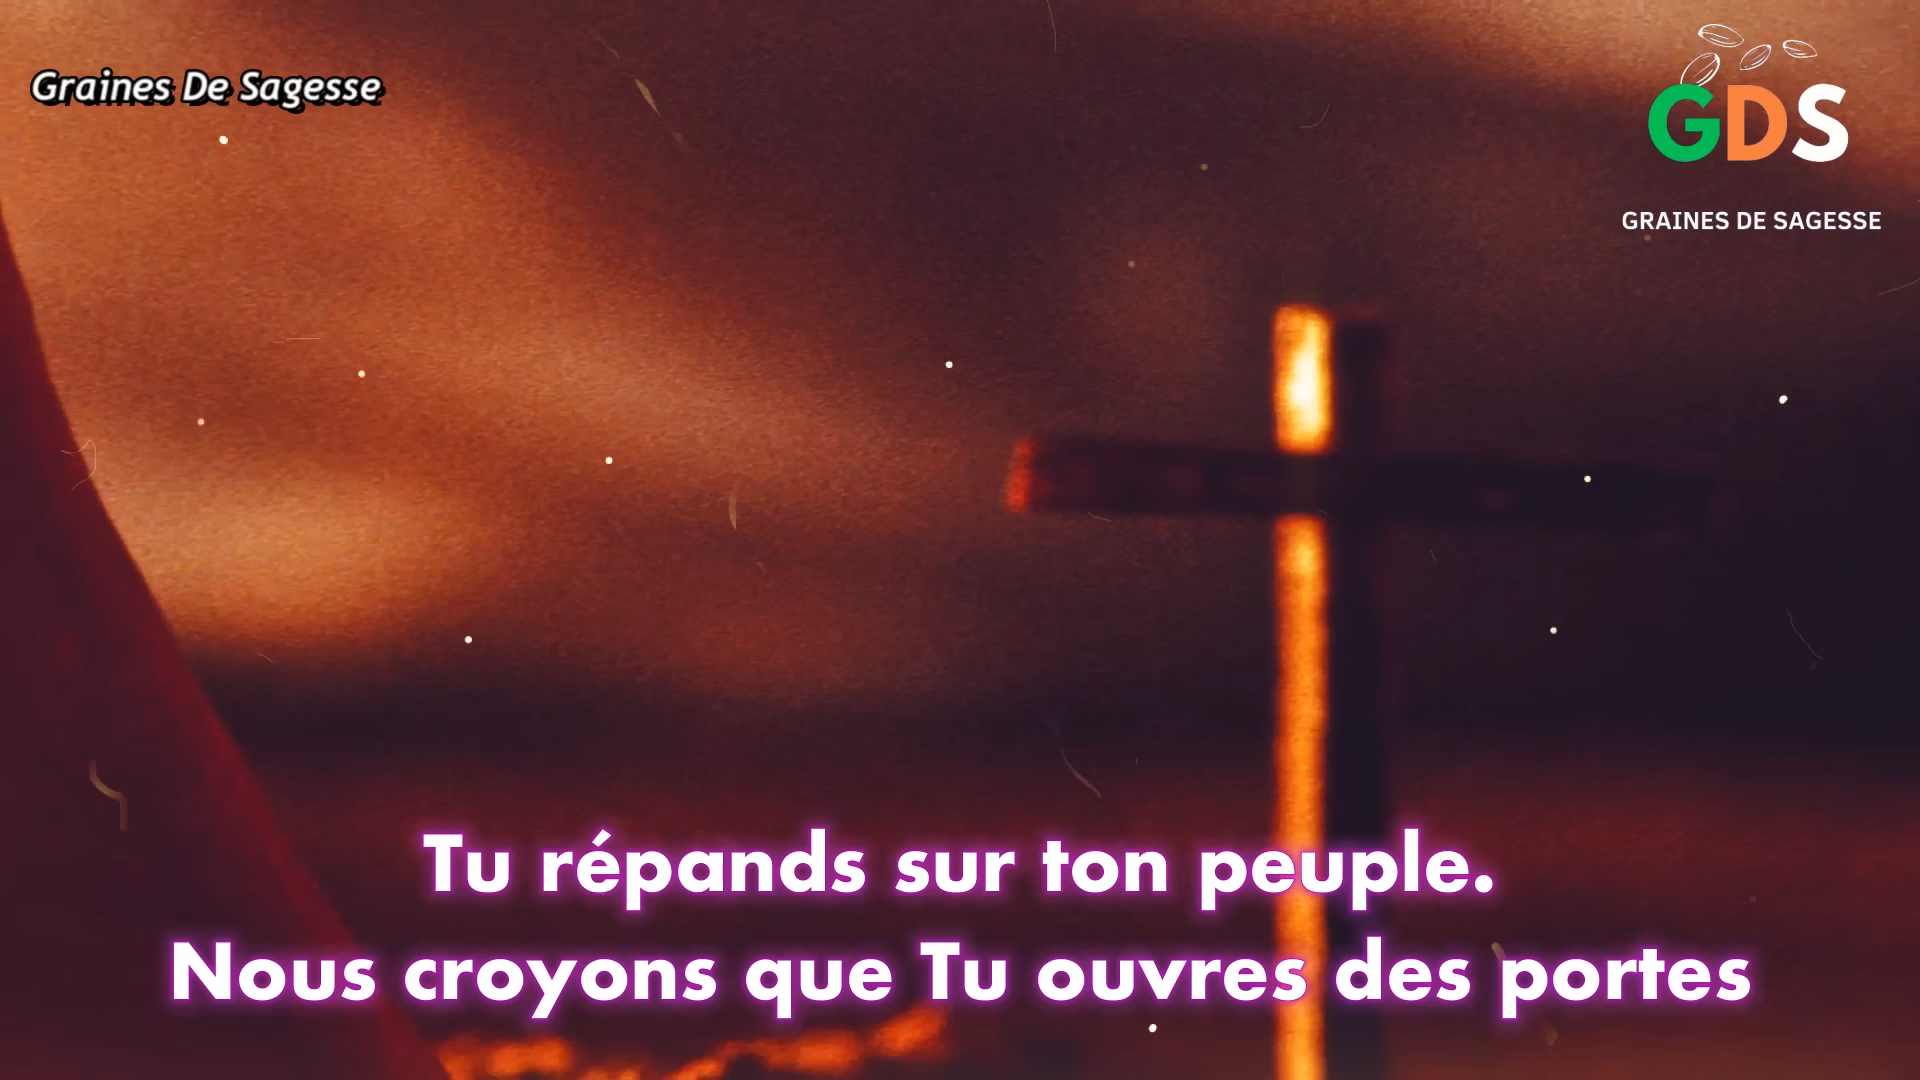 Graines De Sagesse
GDS
GRAINES DE SAGESSE
Tu répands sur ton peuple.
Nous croyons que Tu ouvres des portes